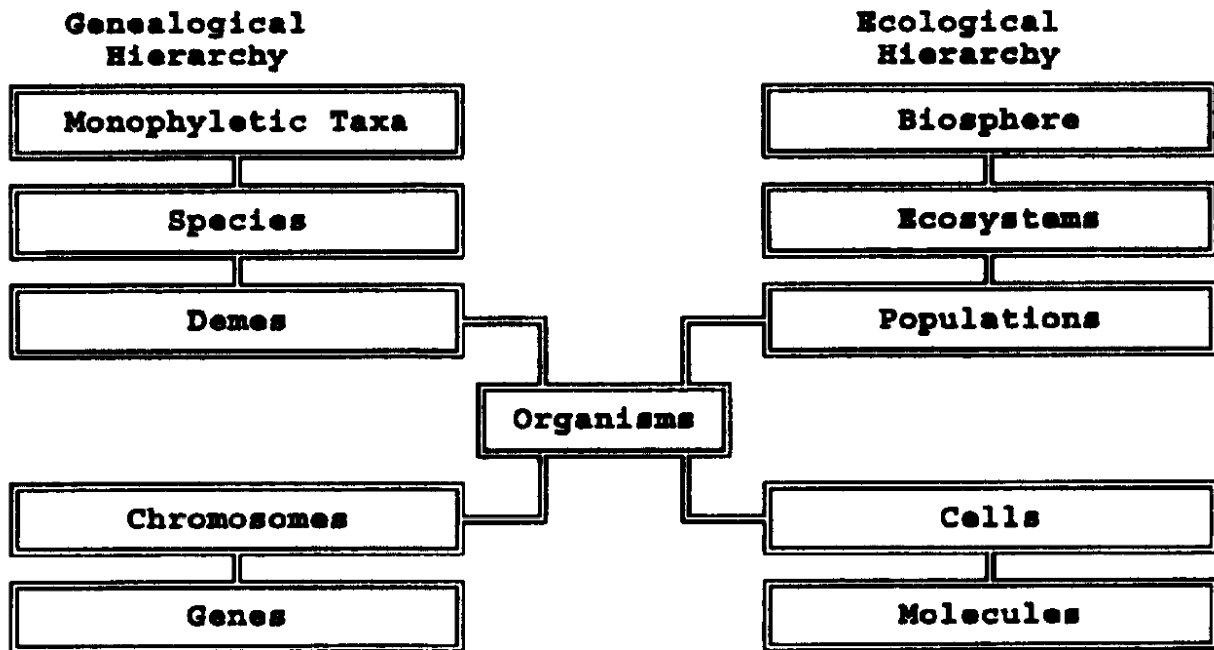 Genealogical
Hierarchy
Ecological
Hierarchy
Monophyletic Taxa
Biosphere
Species
Ecosystems
Demes
Populations
Organisms
Chromosomes
Cells
Genes
Molecules